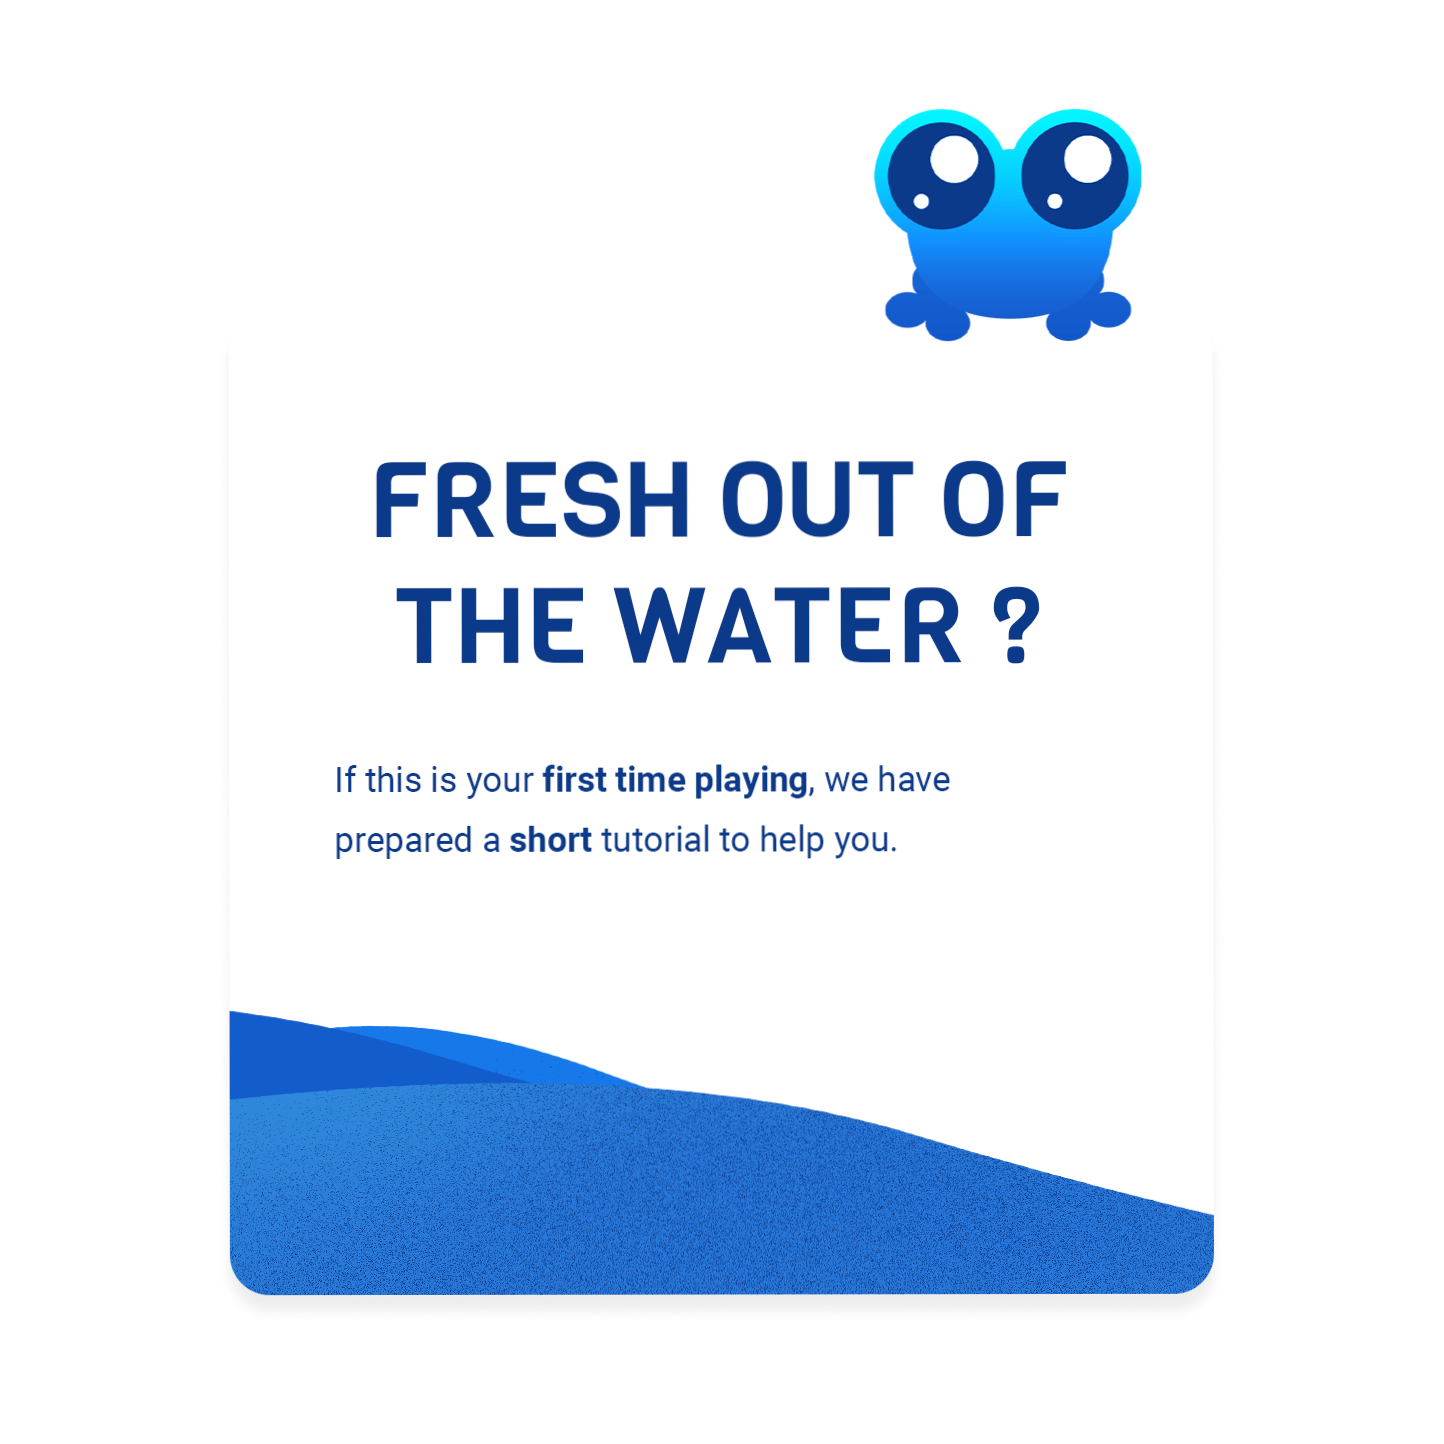 FRESH OUT OF
THE WATER ?
If this is your first time playing, we have
prepared a short tutorial to help you.